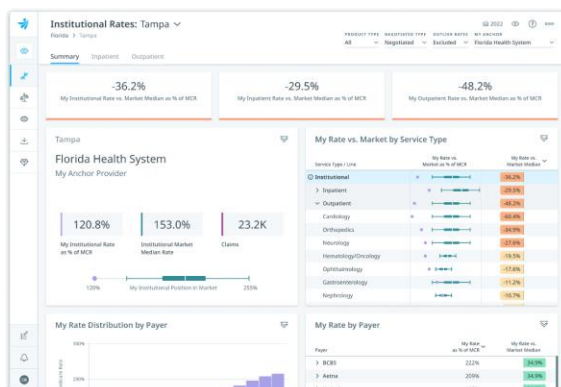 Institutional Rates: Tampa
2022
Florida > Tampa
PRODUCT TYPE NEGOTIATED TYPE OUTLIER RATES MY ANCHOR
All Negotiated Excluded Florida Health System
Summary Inpatient Outpatient
-36.2% -29.5% -48.2%
My Institutional Rate vs. Market Median as % of MCR My Inpatient Rate vs. Market Median as % of MCR My Outpatient Rate vs. Market Median as % of MCR
Tampa
Florida Health System
My Anchor Provider
120.8% 153.0% 23.2K
My Institutional Rate as % of MCR
Institutional Market Median Rate
Claims
120% My Institutional Position in Market 255%
My Rate vs. Market by Service Type
Service Type / Line
My Rate vs. Market as % of MCR
My Rate vs. Market Median
Institutional -36.2%
> Inpatient -29.5%
Outpatient -48.2%
Cardiology -60.4%
Orthopedics -34.9%
Neurology -27.6%
Hematology/Oncology -19.5%
Ophthalmology -17.6%
Gastroenterology -11.2%
Nephrology -10.7%
My Rate Distribution by Payer
300%
My Rate by Payer
Payer
My Rate as % of MCR
My Rate vs. Market Median
> BCBS 222% 34.9%
> Aetna 209% 34.9%